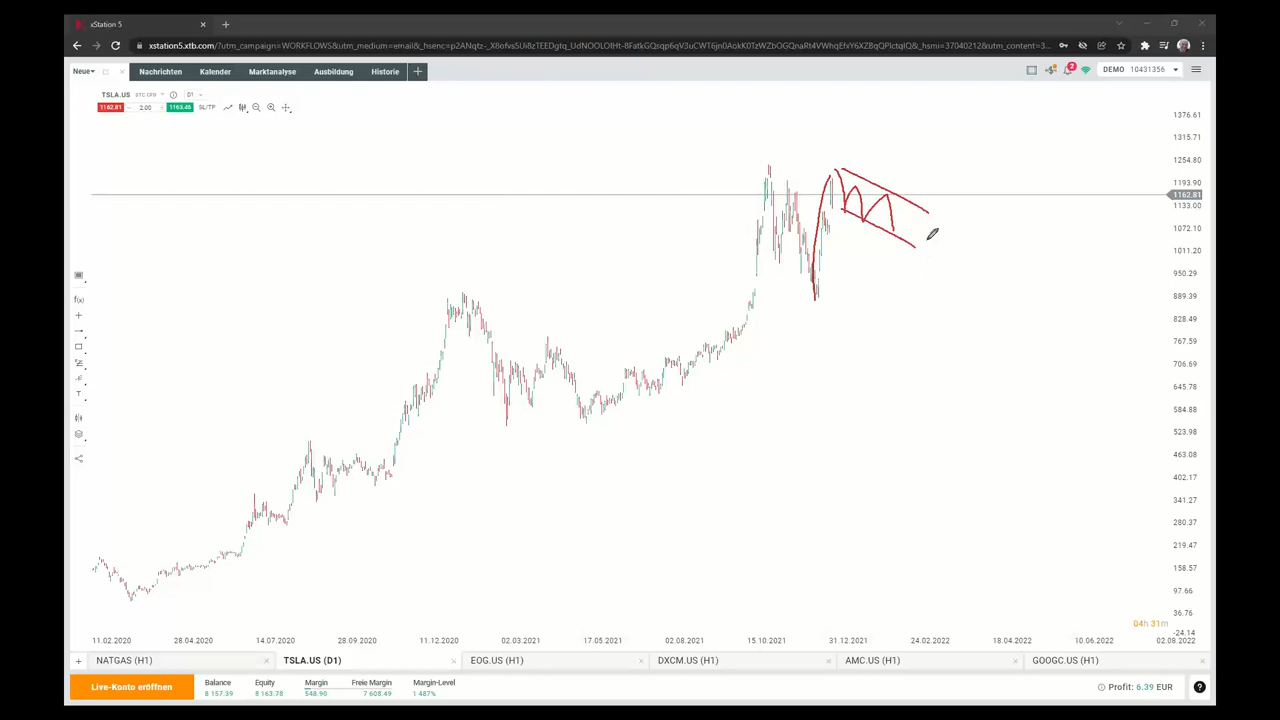 xStation 5
xstation5.xtb.com/?utm_campaign=WORKFLOWS&utm_medium=email&_hsenc=
Neue
Nachrichten
Kalender
Marktanalyse
Ausbildung
Historie
2
DEMO 10431356
TSLA.US STC CFD D1
1162.81 2.00 1163.46 SL/TP
1376.61
1315.71
1254.80
1193.90
1162.81
1133.00
1072.10
1011.20
950.29
889.39
828.49
767.59
706.69
645.78
584.88
523.98
463.08
402.17
341.27
280.37
219.47
158.57
97.66
36.76
-24.14
f(x)
T
04h 31m
11.02.2020 28.04.2020 14.07.2020 28.09.2020 11.12.2020 02.03.2021 17.05.2021 02.08.2021 15.10.2021 31.12.2021 24.02.2022 18.04.2022 10.06.2022 02.08.2022
NATGAS (H1) TSLA.US (D1) EOG.US (H1) DXCM.US (H1) AMC.US (H1) GOOGC.US (H1)
Live-Konto eröffnen
Balance Equity Margin Freie Margin Margin-Level
8 157.39 8 163.78 548.90 7 608.49 1 487%
Profit: 6.39 EUR